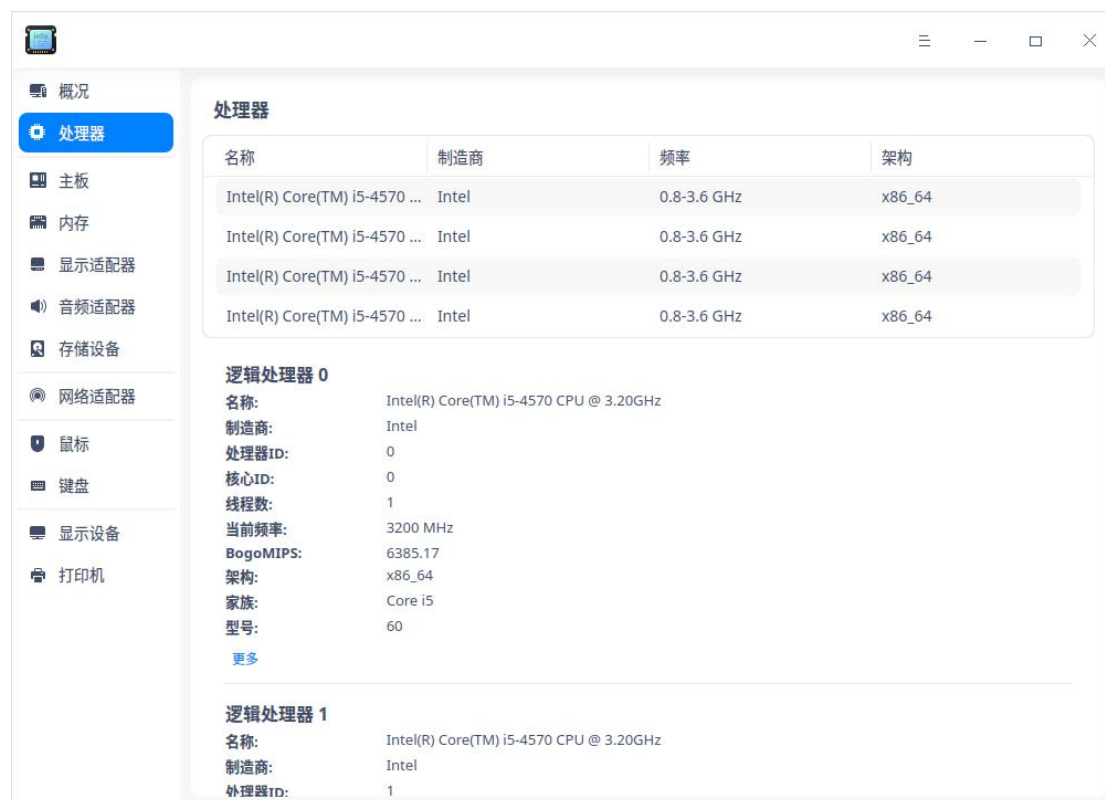 概况
处理器
主板
内存
显示适配器
音频适配器
存储设备
网络适配器
鼠标
键盘
显示设备
打印机
处理器
名称 制造商 频率 架构
Intel(R) Core(TM) i5-4570 ... Intel 0.8-3.6 GHz x86_64
Intel(R) Core(TM) i5-4570 ... Intel 0.8-3.6 GHz x86_64
Intel(R) Core(TM) i5-4570 ... Intel 0.8-3.6 GHz x86_64
Intel(R) Core(TM) i5-4570 ... Intel 0.8-3.6 GHz x86_64
逻辑处理器 0
名称: Intel(R) Core(TM) i5-4570 CPU @ 3.20GHz
制造商: Intel
处理器ID: 0
核心ID: 0
线程数: 1
当前频率: 3200 MHz
BogoMIPS: 6385.17
架构: x86_64
家族: Core i5
型号: 60
更多
逻辑处理器 1
名称: Intel(R) Core(TM) i5-4570 CPU @ 3.20GHz
制造商: Intel
处理器ID: 1